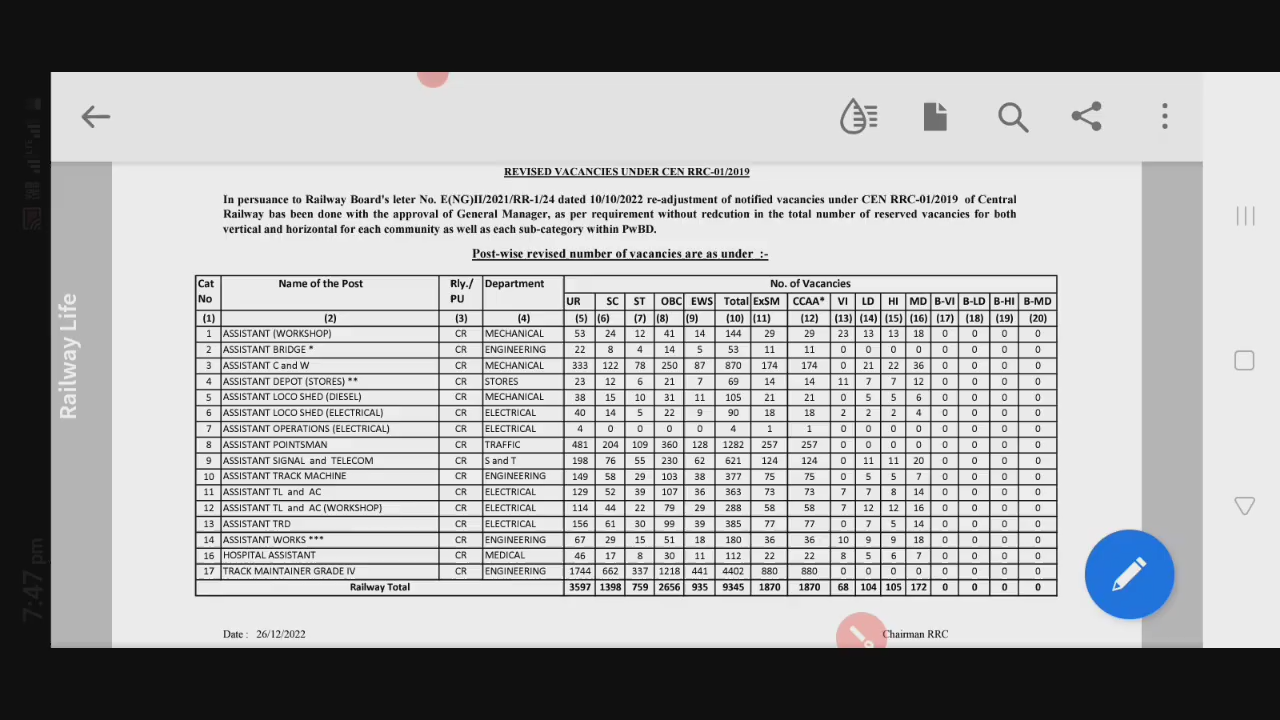 REVISED VACANCIES UNDER CEN RRC-01/2019
In persuance to Railway Board's leter No. E(NG)II/2021/RR-1/24 dated 10/10/2022 re-adjustment of notified vacancies under CEN RRC-01/2019 of Central
Railway has been done with the approval of General Manager, as per requirement without redcution in the total number of reserved vacancies for both
vertical and horizontal for each community as well as each sub-category within PwBD.
Post-wise revised number of vacancies are as under :-
Cat No Name of the Post Rly./ PU Department No. of Vacancies
UR SC ST OBC EWS Total ExSM CCAA* VI LD HI MD B-VI B-LD B-HI B-MD
(1) (2) (3) (4) (5) (6) (7) (8) (9) (10) (11) (12) (13) (14) (15) (16) (17) (18) (19) (20)
1 ASSISTANT (WORKSHOP) CR MECHANICAL 53 24 12 41 14 144 29 29 23 13 13 18 0 0 0 0
2 ASSISTANT BRIDGE * CR ENGINEERING 22 8 4 14 5 53 11 11 0 0 0 0 0 0 0 0
3 ASSISTANT C and W CR MECHANICAL 333 122 78 250 87 870 174 174 0 21 22 36 0 0 0 0
4 ASSISTANT DEPOT (STORES) ** CR STORES 23 12 6 21 7 69 14 14 11 7 7 12 0 0 0 0
5 ASSISTANT LOCO SHED (DIESEL) CR MECHANICAL 38 15 10 31 11 105 21 21 0 5 5 6 0 0 0 0
6 ASSISTANT LOCO SHED (ELECTRICAL) CR ELECTRICAL 40 14 5 22 9 90 18 18 2 2 2 4 0 0 0 0
7 ASSISTANT OPERATIONS (ELECTRICAL) CR ELECTRICAL 4 0 0 0 0 4 1 1 0 0 0 0 0 0 0 0
8 ASSISTANT POINTSMAN CR TRAFFIC 481 204 109 360 128 1282 257 257 0 0 0 0 0 0 0 0
9 ASSISTANT SIGNAL and TELECOM CR S and T 198 76 55 230 62 621 124 124 0 11 11 20 0 0 0 0
10 ASSISTANT TRACK MACHINE CR ENGINEERING 149 58 29 103 38 377 75 75 0 5 5 7 0 0 0 0
11 ASSISTANT TL and AC CR ELECTRICAL 129 52 39 107 36 363 73 73 7 7 8 14 0 0 0 0
12 ASSISTANT TL and AC (WORKSHOP) CR ELECTRICAL 114 44 22 79 29 288 58 58 7 12 12 16 0 0 0 0
13 ASSISTANT TRD CR ELECTRICAL 156 61 30 99 39 385 77 77 0 7 5 14 0 0 0 0
14 ASSISTANT WORKS *** CR ENGINEERING 67 29 15 51 18 180 36 36 10 9 9 18 0 0 0 0
16 HOSPITAL ASSISTANT CR MEDICAL 46 17 8 30 11 112 22 22 8 5 6 7 0 0 0 0
17 TRACK MAINTAINER GRADE IV CR ENGINEERING 1744 662 337 1218 441 4402 880 880 0 0 0 0 0 0 0 0
Railway Total 3597 1398 759 2656 935 9345 1870 1870 68 104 105 172 0 0 0 0
Date : 26/12/2022 Chairman RRC
Railway Life
7:47 pm